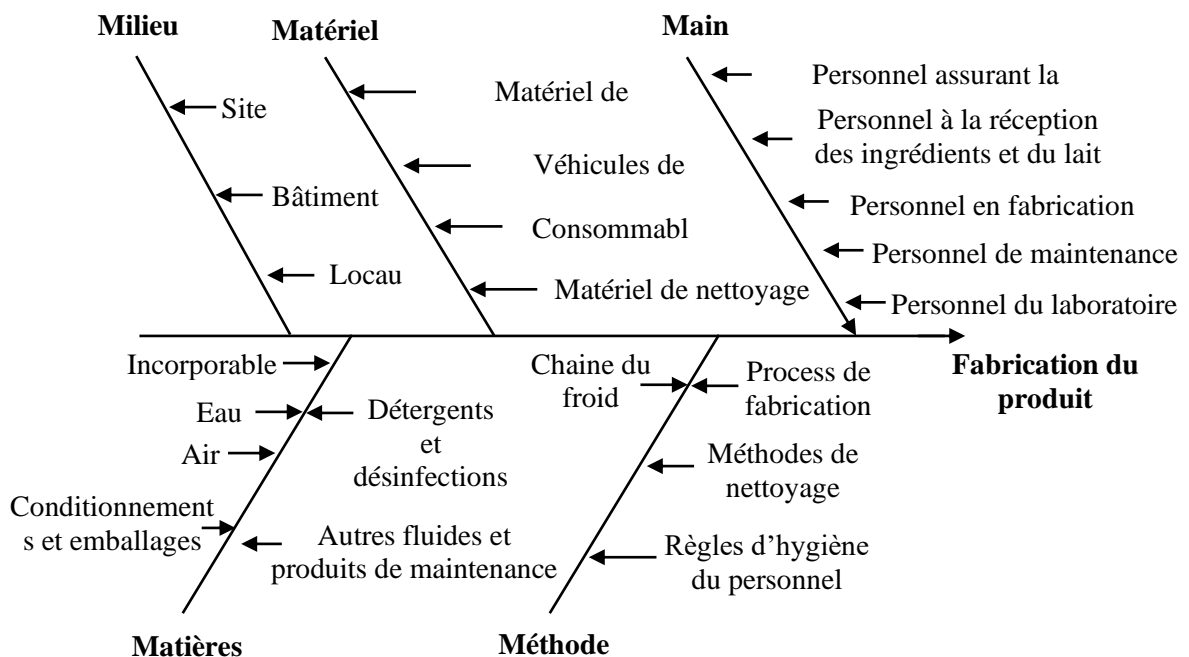 Milieu
Matériel
Main
Personnel assurant la
Matériel de
Site
Personnel à la réception
des ingrédients et du lait
Véhicules de
Bâtiment
Personnel en fabrication
Consommabl
Personnel de maintenance
Locau
Matériel de nettoyage
Personnel du laboratoire
Incorporable
Chaine du
froid
Process de
fabrication
Fabrication du
produit
Eau
Détergents
et
désinfections
Air
Méthodes de
nettoyage
Conditionnement
s et emballages
Autres fluides et
produits de maintenance
Règles d’hygiène
du personnel
Matières
Méthode